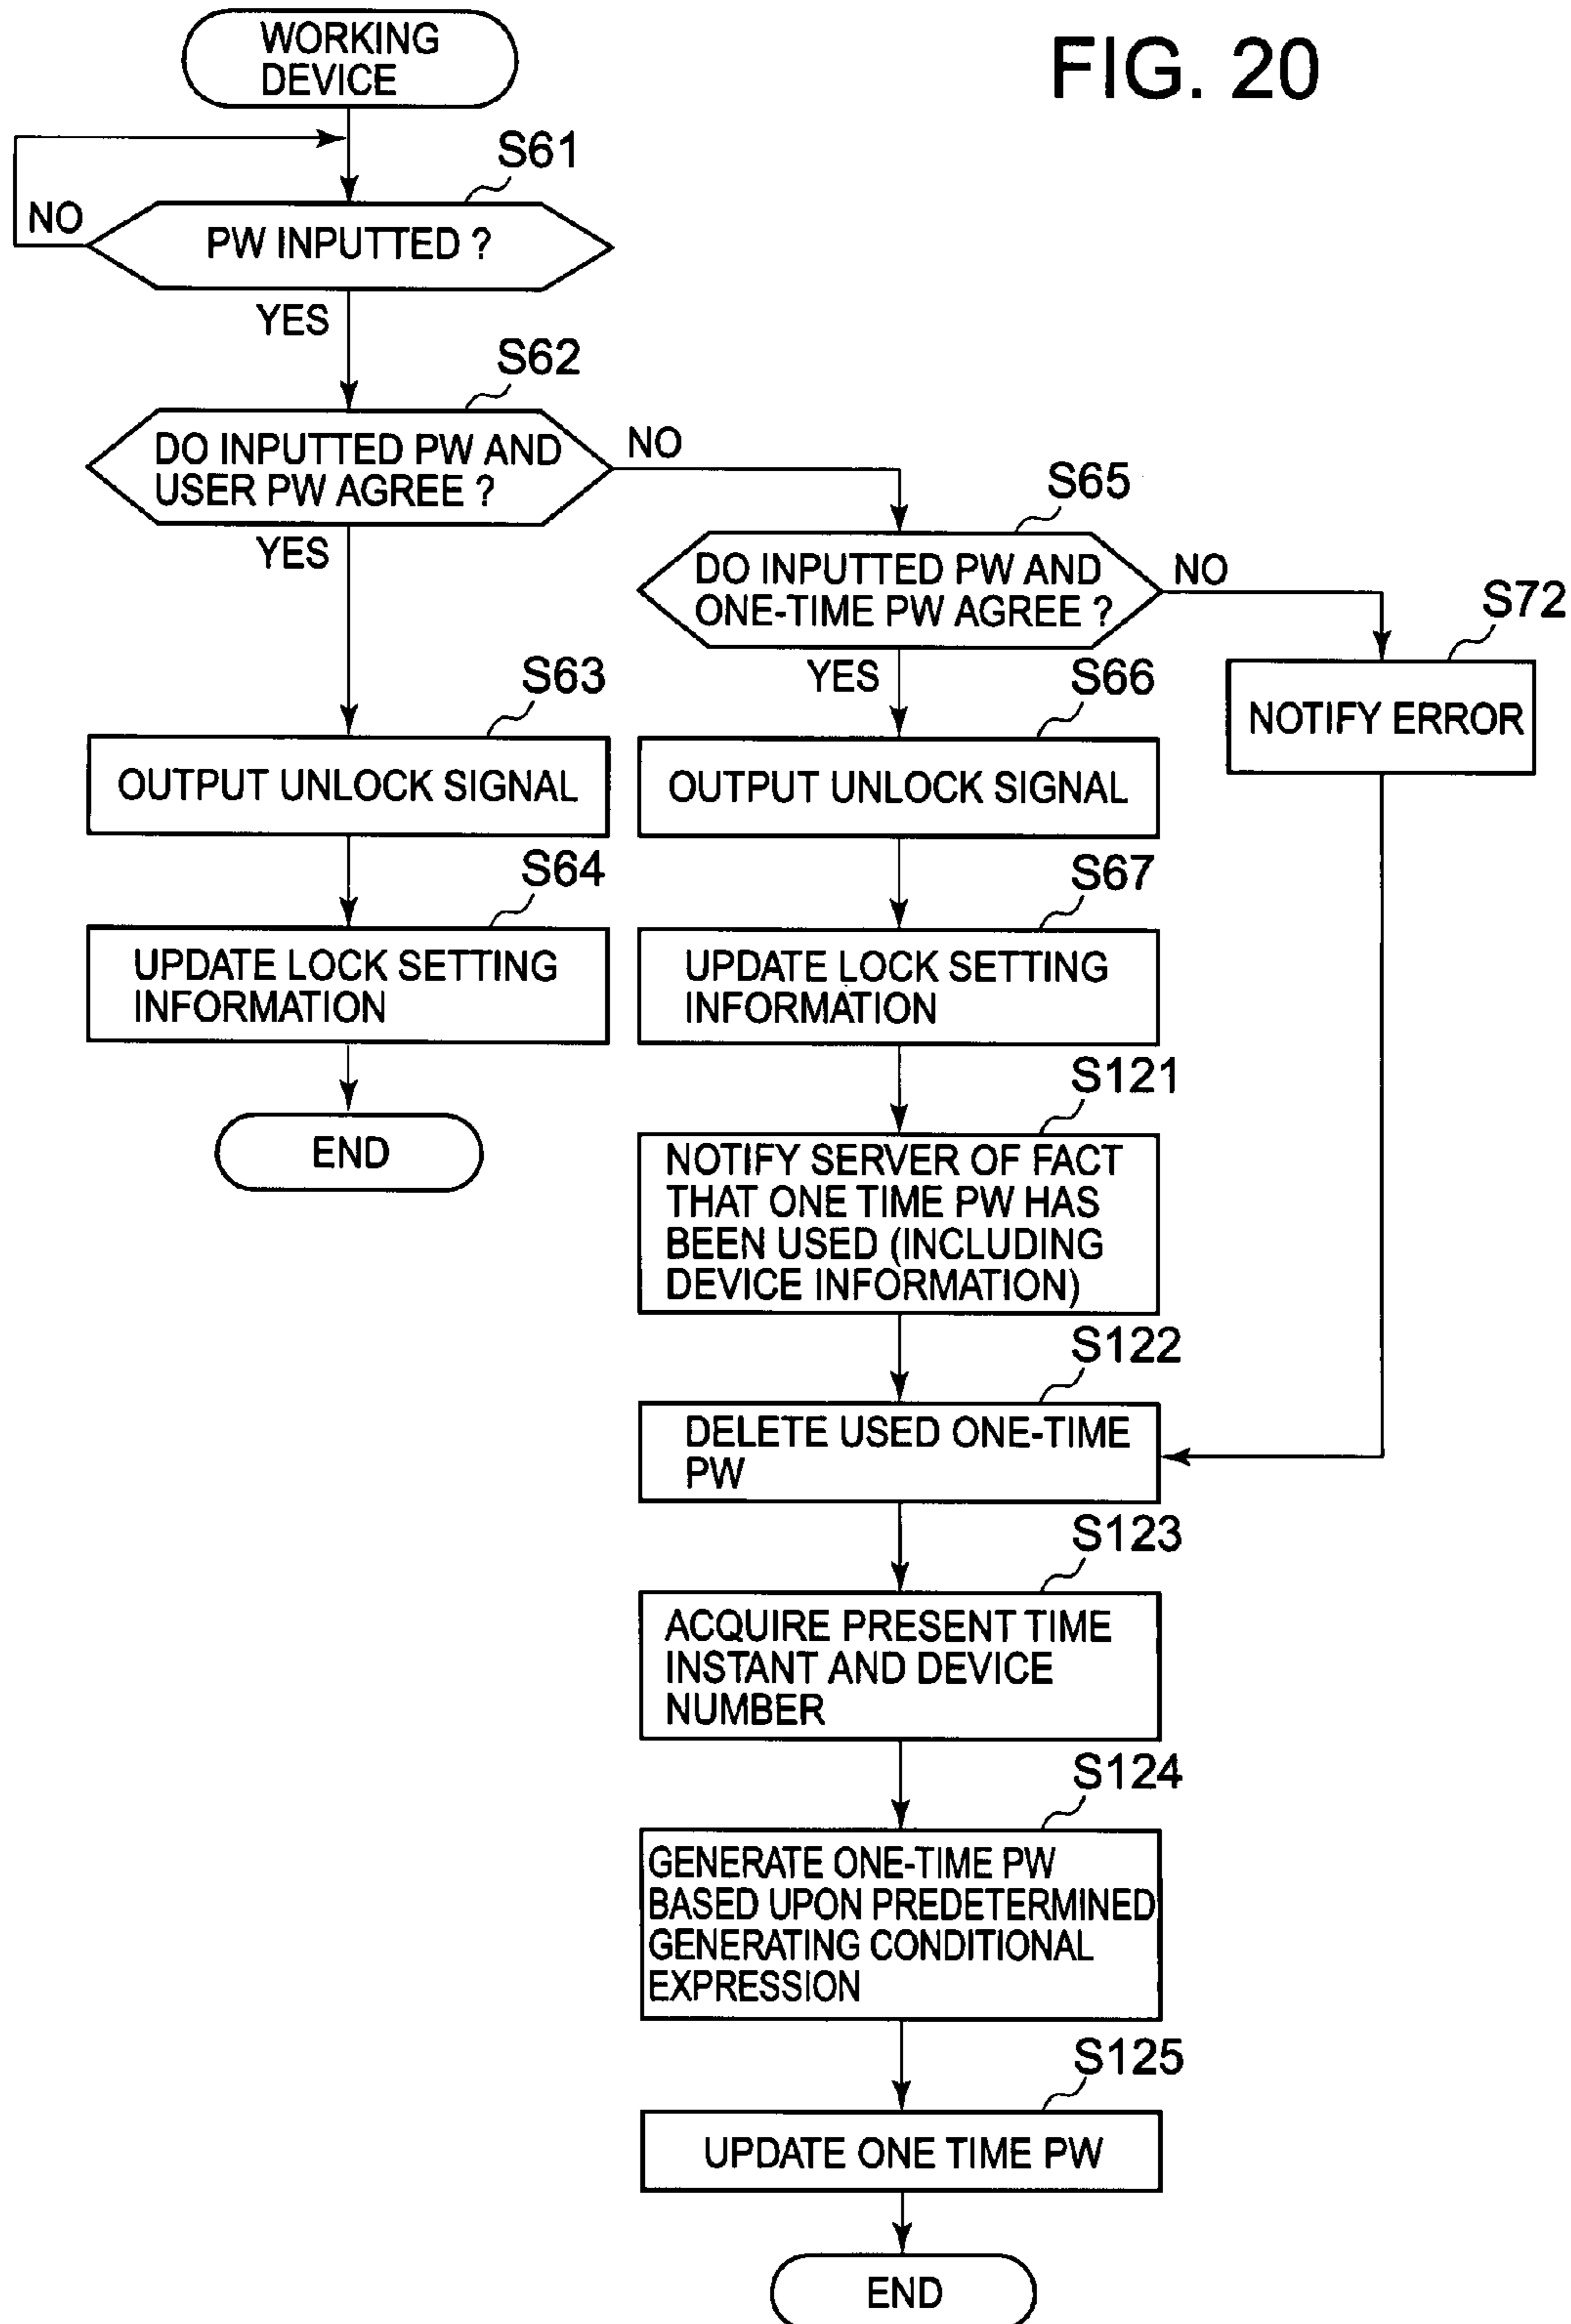 FIG. 20
WORKING
DEVICE
S61
NO
PW INPUTTED ?
YES
S62
DO INPUTTED PW AND
USER PW AGREE ?
NO
YES
S65
DO INPUTTED PW AND
ONE-TIME PW AGREE ?
NO
YES
S72
NOTIFY ERROR
S63
OUTPUT UNLOCK SIGNAL
S66
OUTPUT UNLOCK SIGNAL
S64
UPDATE LOCK SETTING
INFORMATION
END
S67
UPDATE LOCK SETTING
INFORMATION
S121
NOTIFY SERVER OF FACT
THAT ONE TIME PW HAS
BEEN USED (INCLUDING
DEVICE INFORMATION)
S122
DELETE USED ONE-TIME
PW
S123
ACQUIRE PRESENT TIME
INSTANT AND DEVICE
NUMBER
S124
GENERATE ONE-TIME PW
BASED UPON PREDETERMINED
GENERATING CONDITIONAL
EXPRESSION
S125
UPDATE ONE TIME PW
END